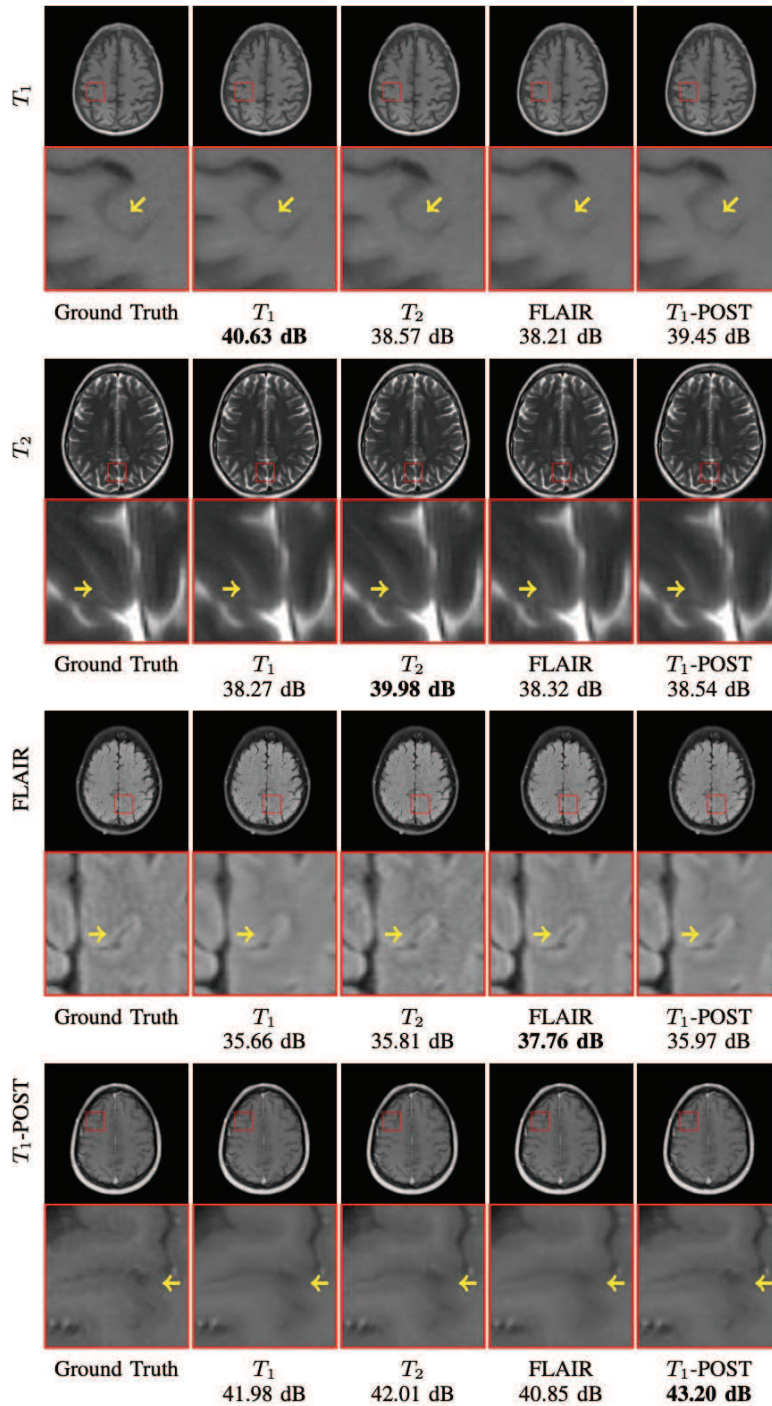 T₁
Ground Truth T₁ T₂ FLAIR T₁-POST
40.63 dB 38.57 dB 38.21 dB 39.45 dB
T₂
Ground Truth T₁ T₂ FLAIR T₁-POST
38.27 dB 39.98 dB 38.32 dB 38.54 dB
FLAIR
Ground Truth T₁ T₂ FLAIR T₁-POST
35.66 dB 35.81 dB 37.76 dB 35.97 dB
T₁-POST
Ground Truth T₁ T₂ FLAIR T₁-POST
41.98 dB 42.01 dB 40.85 dB 43.20 dB